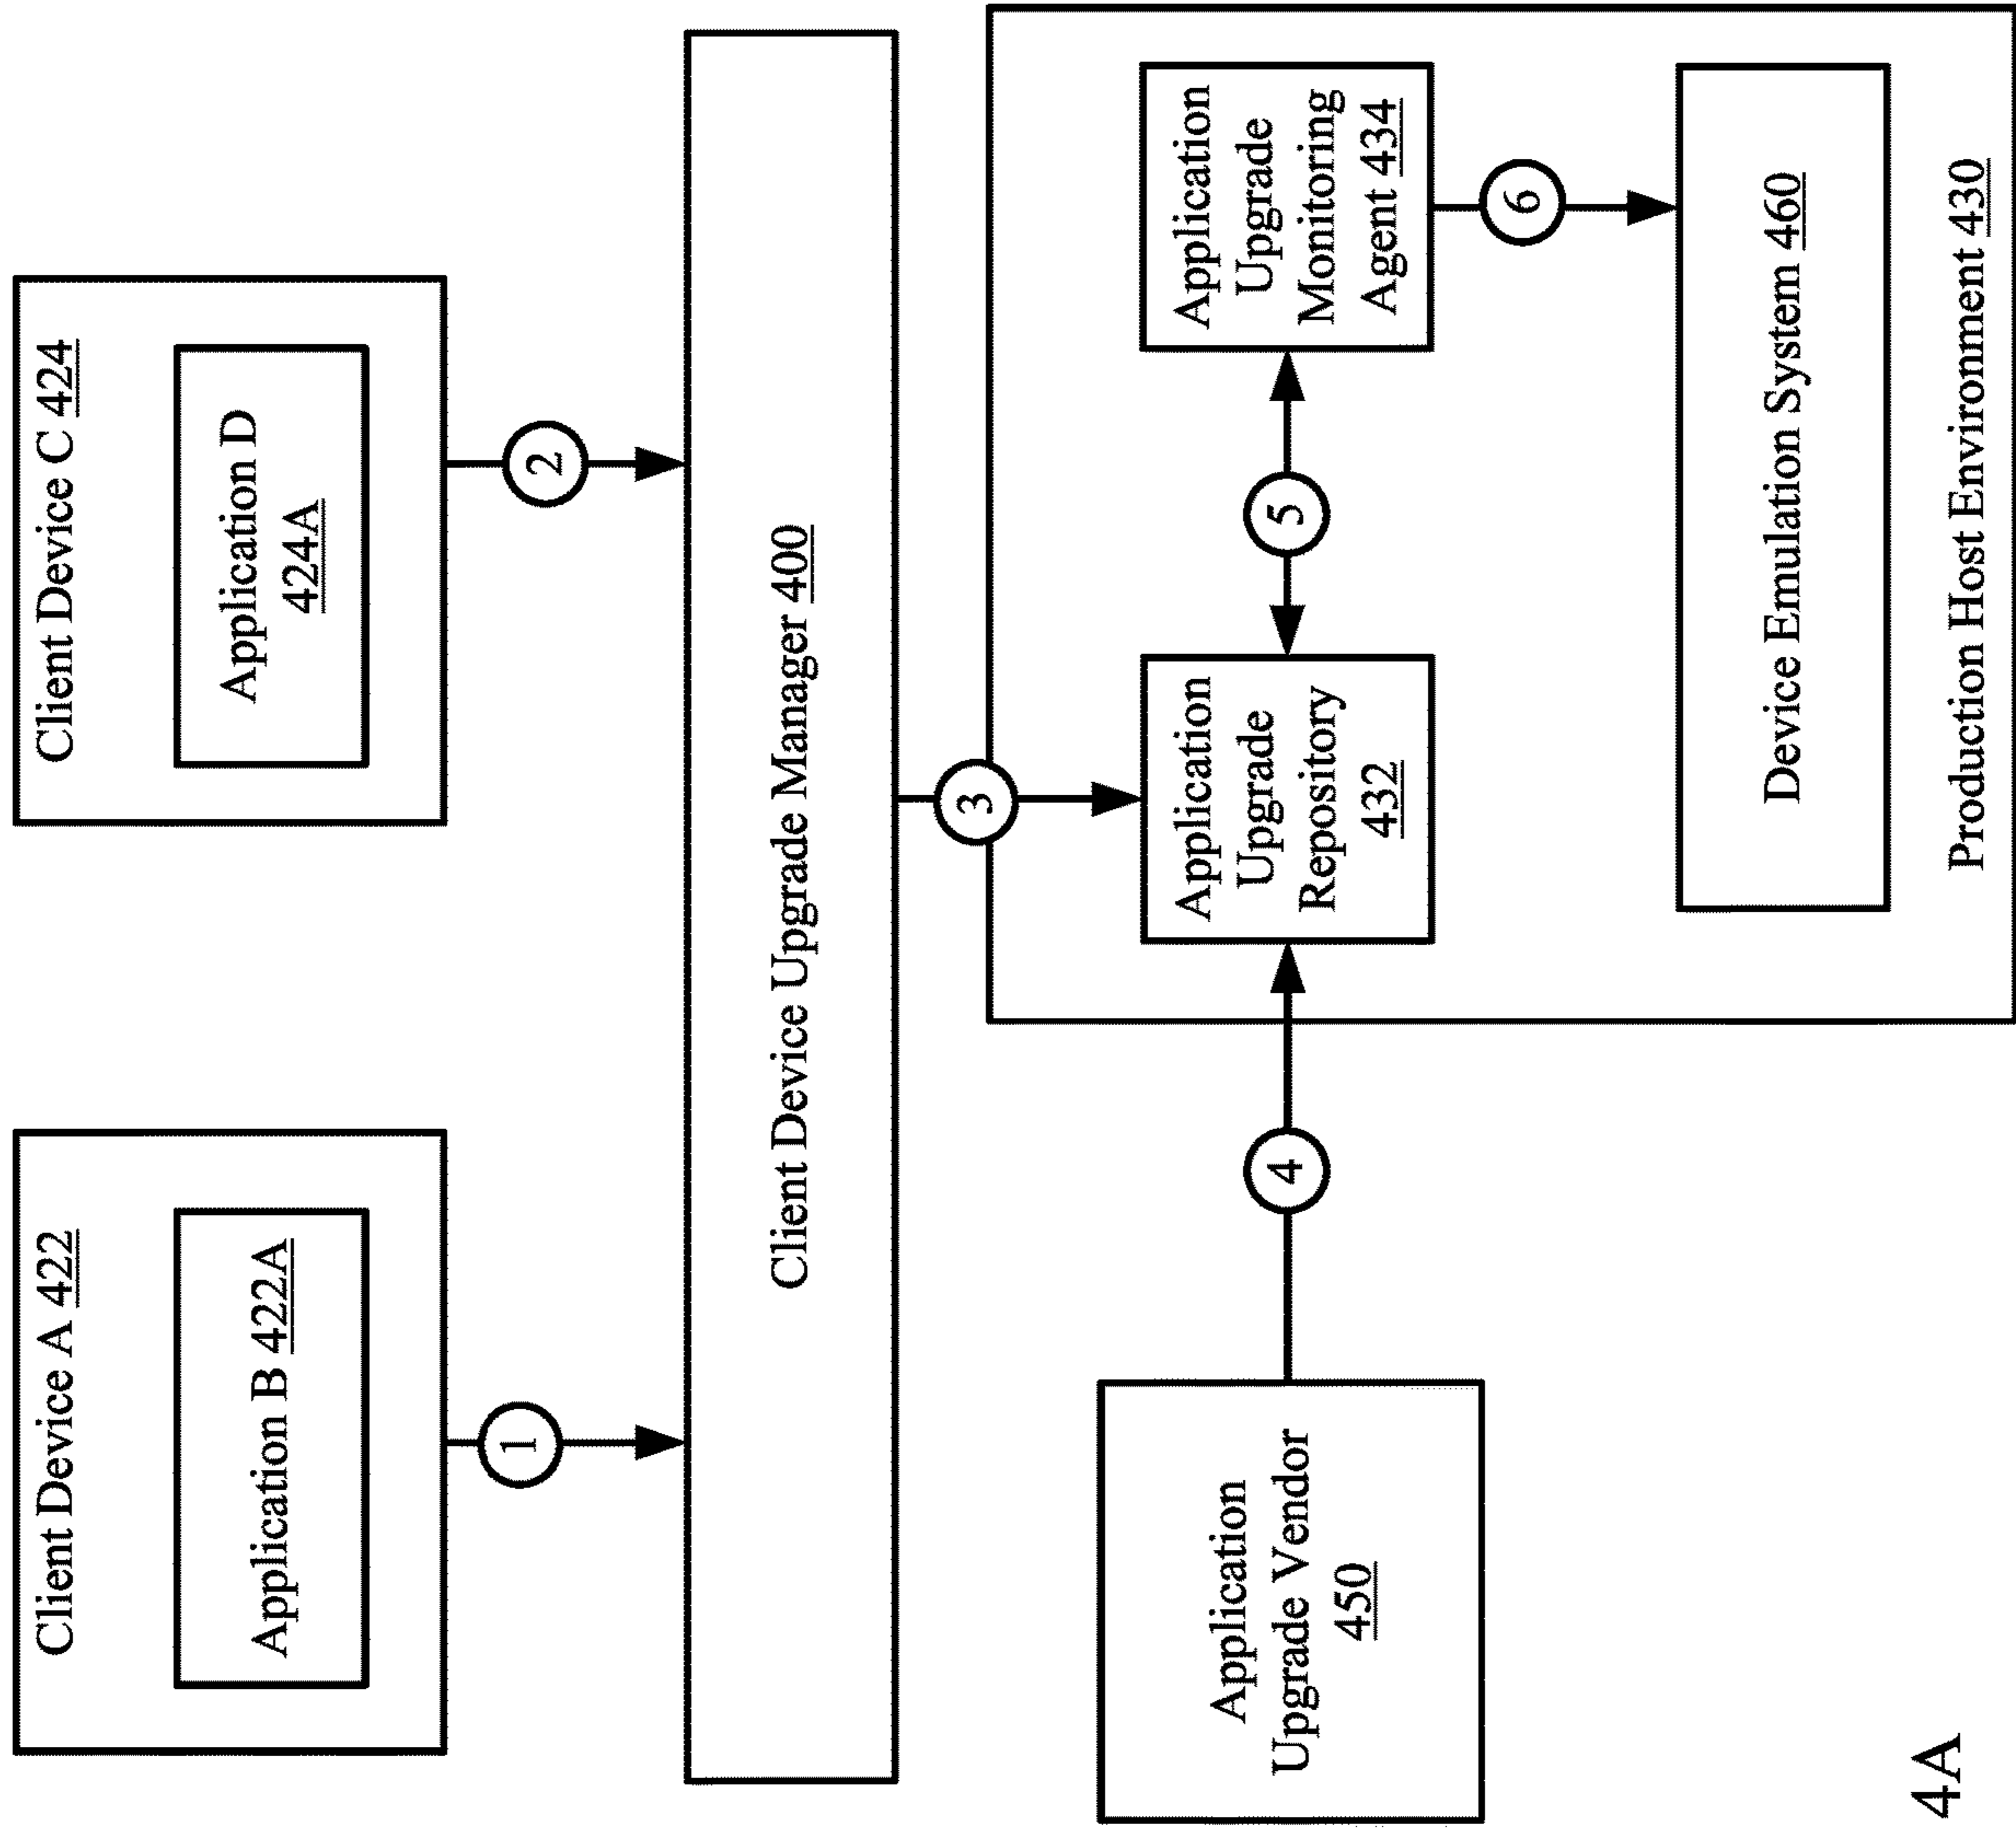 Client Device A 422
Application B 422A
Client Device C 424
Application D
424A
1
2
Client Device Upgrade Manager 400
3
Application
Upgrade Vendor
450
4
Application
Upgrade
Repository
432
5
Application
Upgrade
Monitoring
Agent 434
6
Device Emulation System 460
Production Host Environment 430
4A